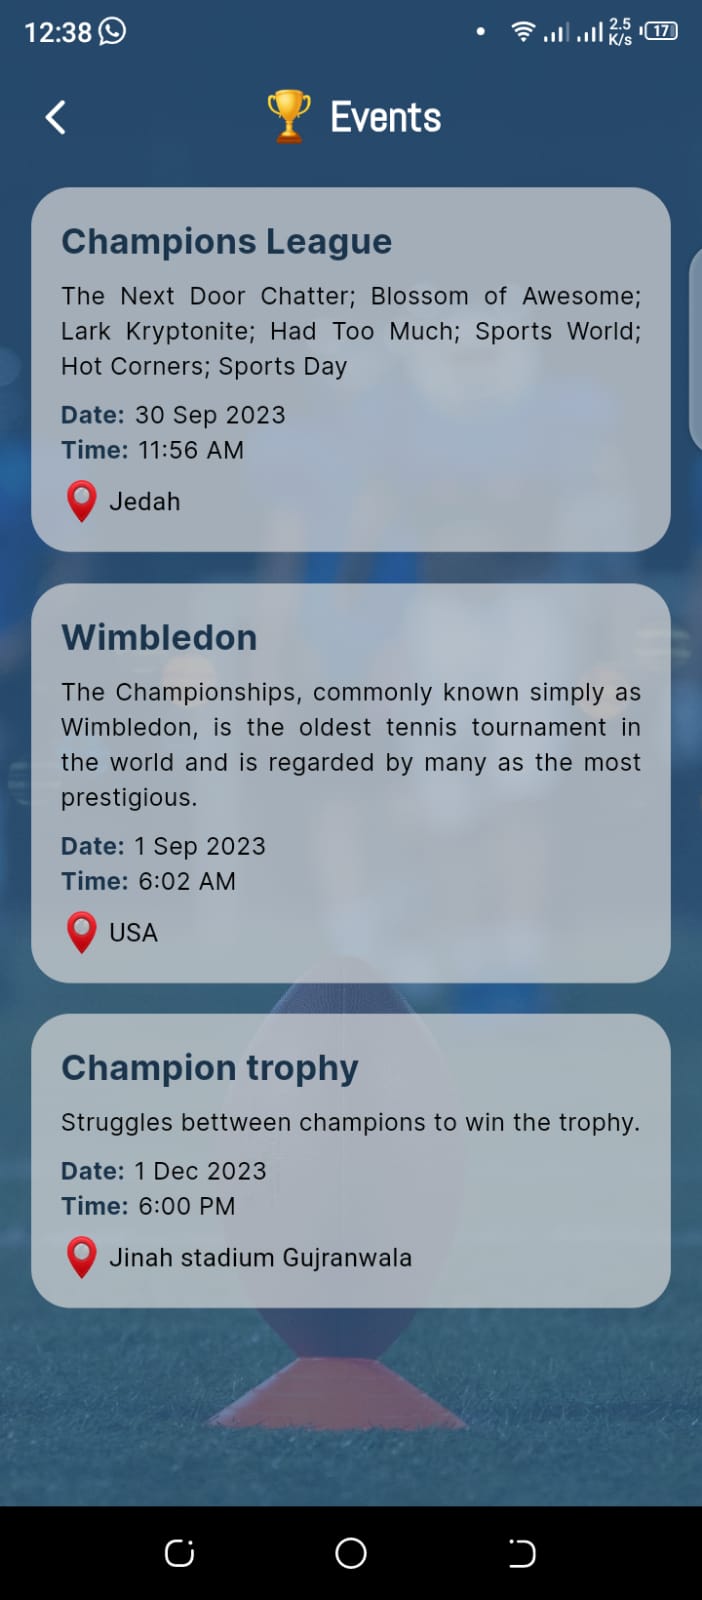 12:38
2.5
K/s
17
Events
Champions League
The Next Door Chatter; Blossom of Awesome;
Lark Kryptonite; Had Too Much; Sports World;
Hot Corners; Sports Day
Date: 30 Sep 2023
Time: 11:56 AM
Jedah
Wimbledon
The Championships, commonly known simply as
Wimbledon, is the oldest tennis tournament in
the world and is regarded by many as the most
prestigious.
Date: 1 Sep 2023
Time: 6:02 AM
USA
Champion trophy
Struggles bettween champions to win the trophy.
Date: 1 Dec 2023
Time: 6:00 PM
Jinah stadium Gujranwala